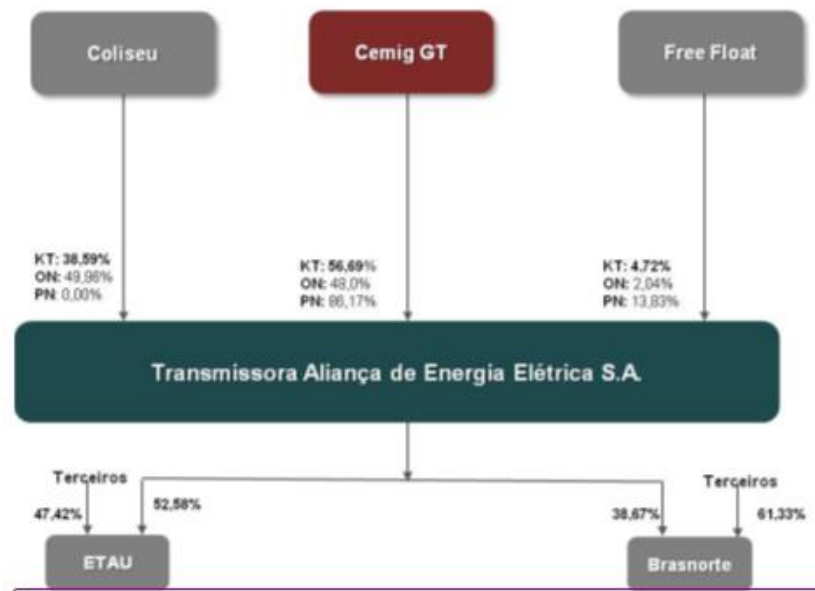 Coliseu
Cemig GT
Free Float
KT: 38,59%
ON: 49,96%
PN: 0,00%
KT: 56,69%
ON: 48,0%
PN: 86,17%
KT: 4,72%
ON: 2,04%
PN: 13,83%
Transmissora Aliança de Energia Elétrica S.A.
Terceiros
47,42%
52,58%
38,67%
Terceiros
61,33%
ETAU
Brasnorte